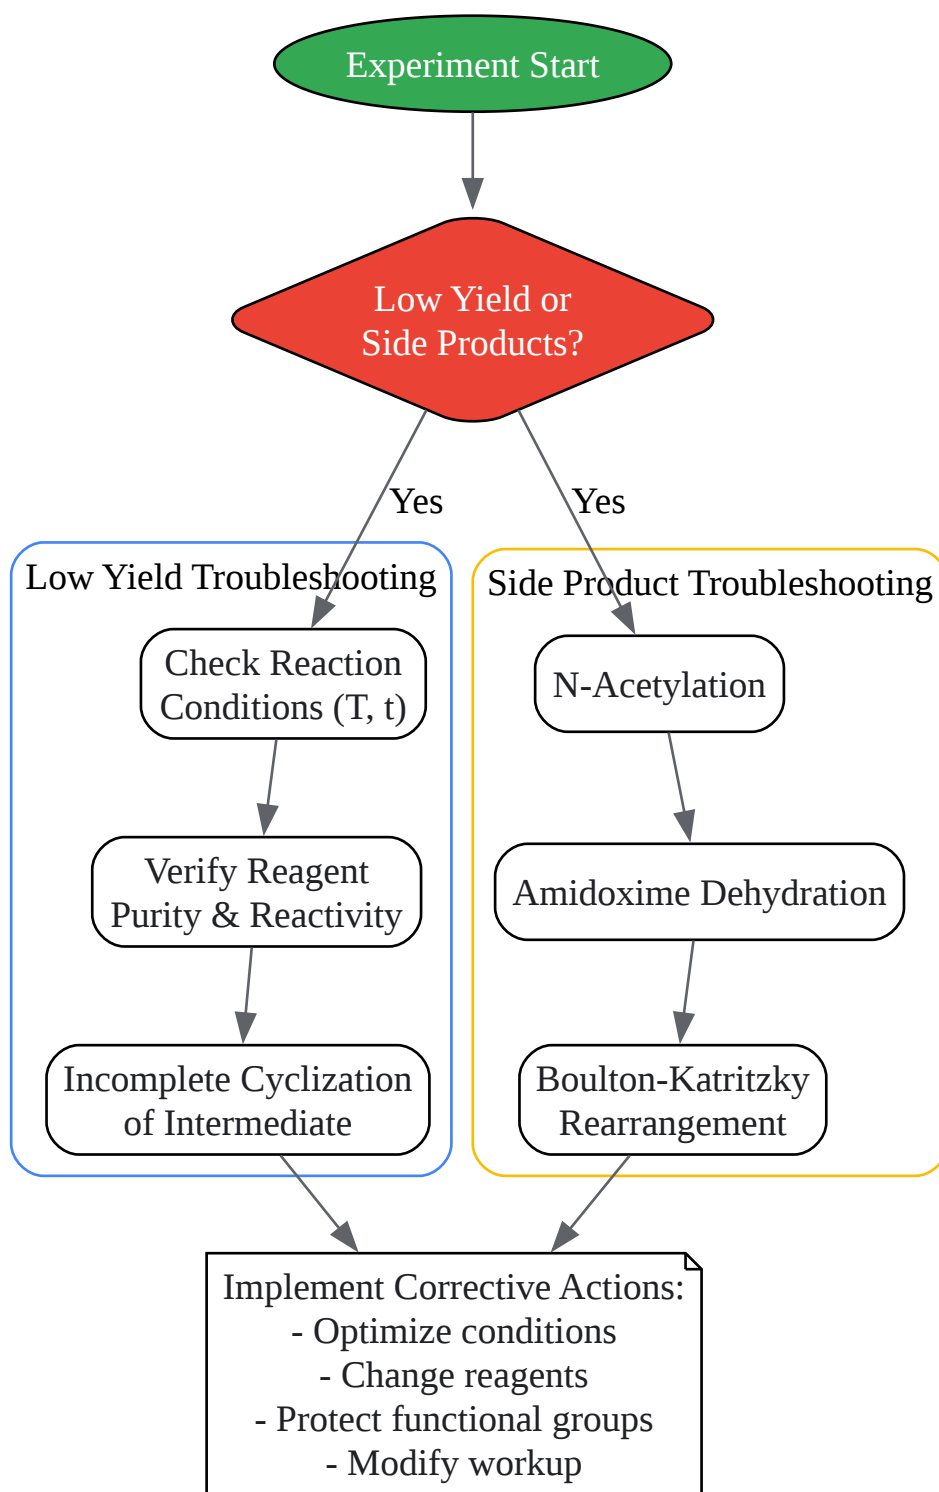 Experiment Start
Low Yield or
Side Products?
Yes
Yes
Low Yield Troubleshooting
Check Reaction
Conditions (T, t)
Verify Reagent
Purity & Reactivity
Incomplete Cyclization
of Intermediate
Side Product Troubleshooting
N-Acetylation
Amidoxime Dehydration
Boulton-Katritzky
Rearrangement
Implement Corrective Actions:
- Optimize conditions
- Change reagents
- Protect functional groups
- Modify workup